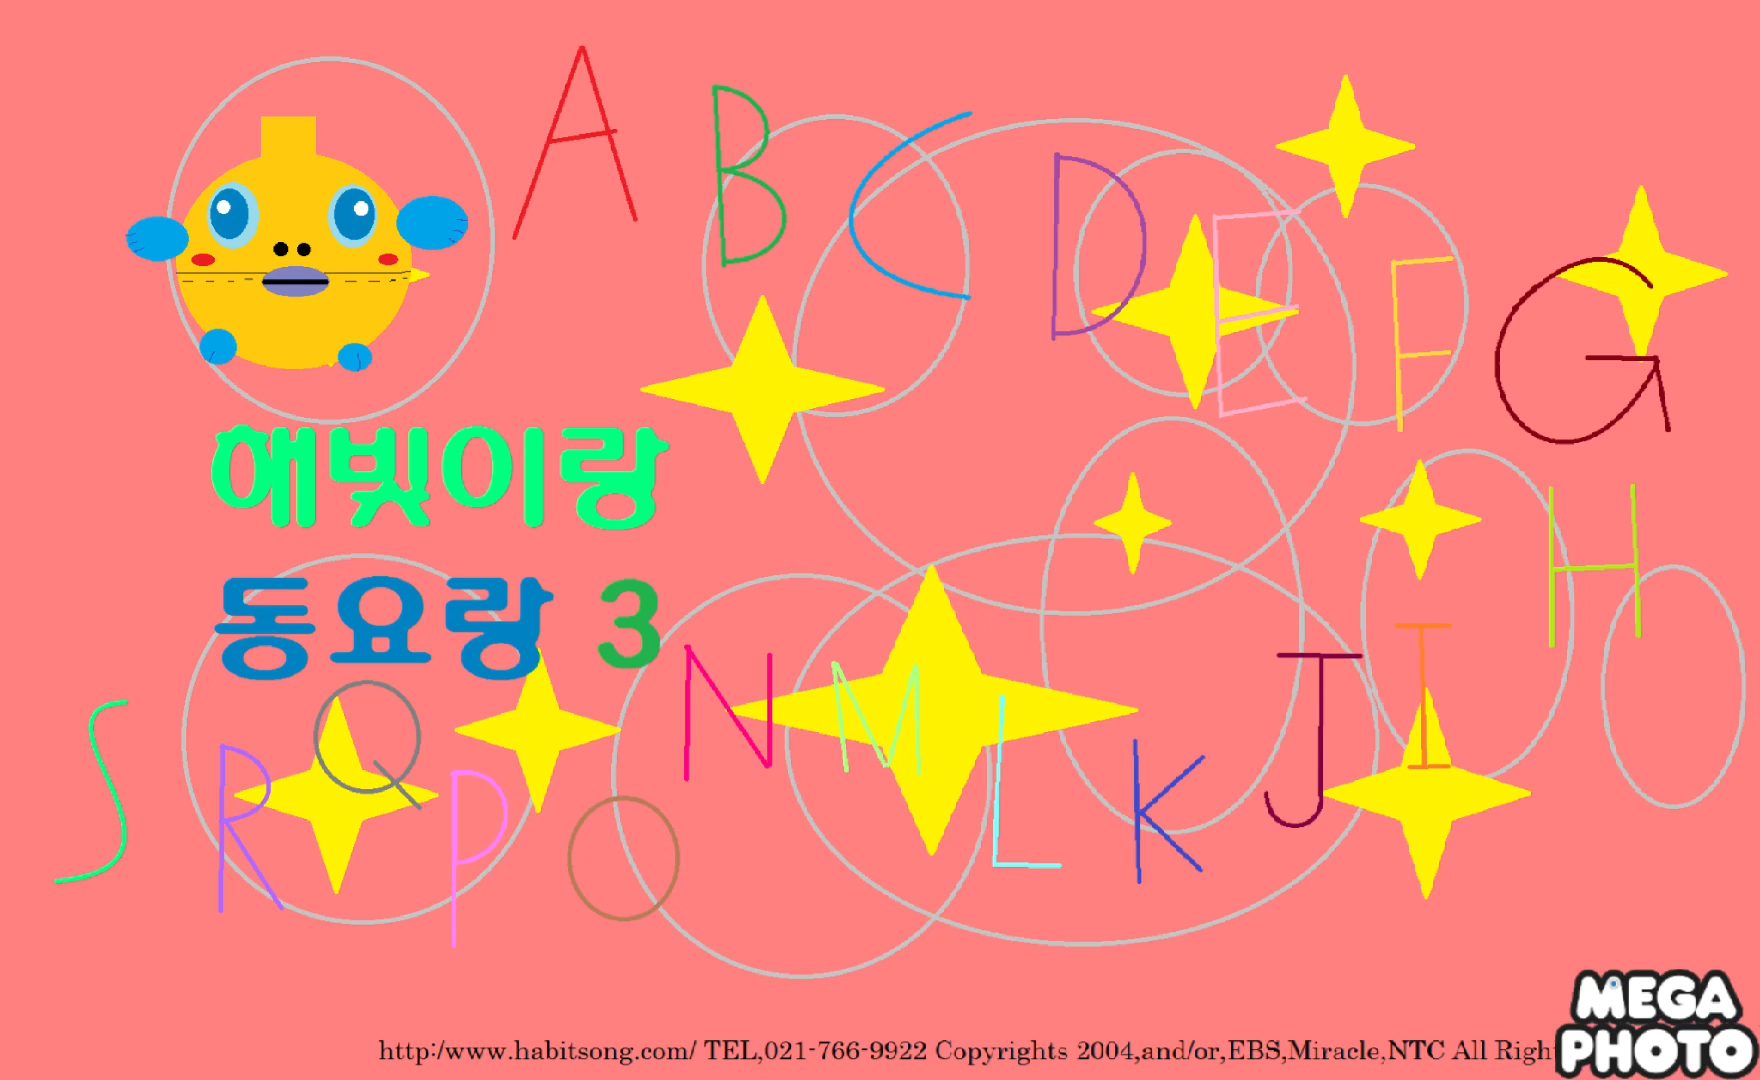 A B C D E F G
해빛이랑
H
동요랑 3
S R Q P O N M L K J I
http:/www.habitsong.com/ TEL,021-766-9922 Copyrights 2004,and/or,EBS,Miracle,NTC All Righ
MEGA
PHOTO